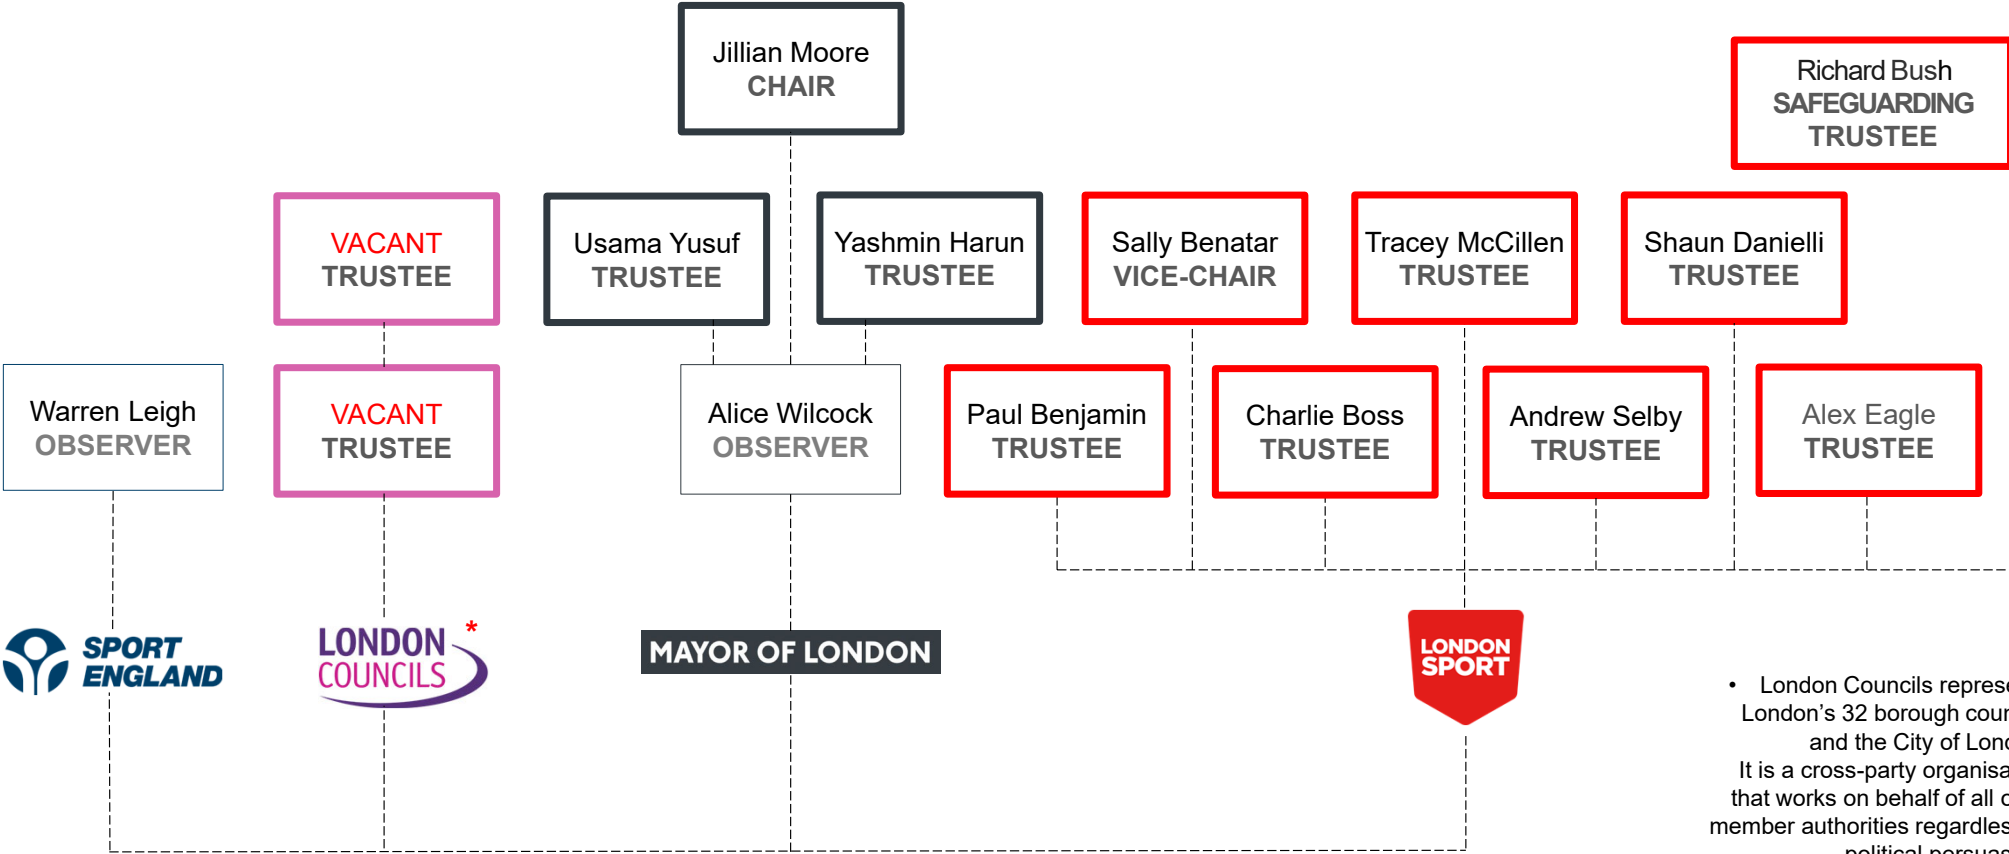 Jillian Moore
CHAIR
Richard Bush
SAFEGUARDING
TRUSTEE
VACANT
TRUSTEE
Usama Yusuf
TRUSTEE
Yashmin Harun
TRUSTEE
Sally Benatar
VICE-CHAIR
Tracey McCillen
TRUSTEE
Shaun Danielli
TRUSTEE
Warren Leigh
OBSERVER
VACANT
TRUSTEE
Alice Wilcock
OBSERVER
Paul Benjamin
TRUSTEE
Charlie Boss
TRUSTEE
Andrew Selby
TRUSTEE
Alex Eagle
TRUSTEE
SPORT
ENGLAND
LONDON *
COUNCILS
MAYOR OF LONDON
LONDON
SPORT
• London Councils
London's 32 borough
and the City of
It is a cross-party
that works on behalf of all
member authorities
political